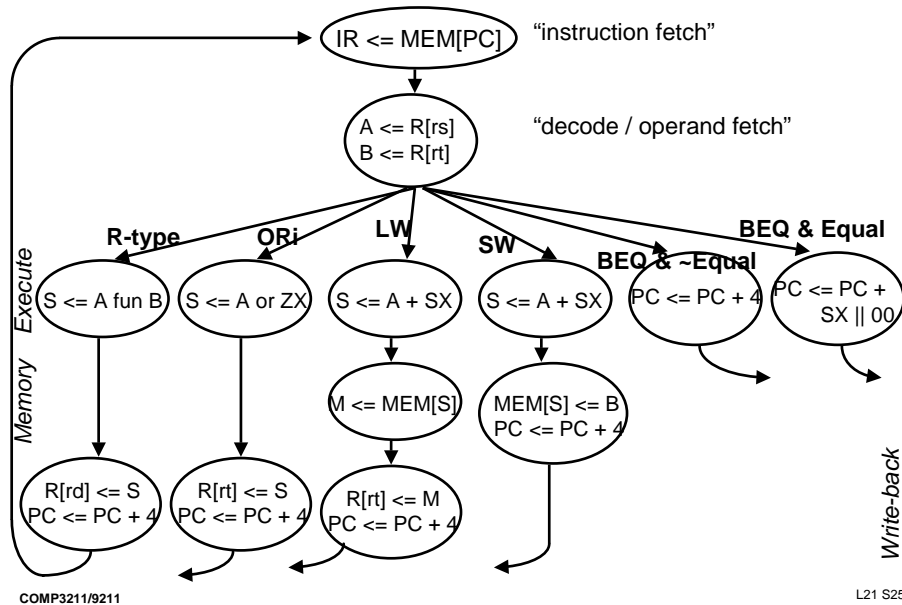 IR <= MEM[PC]
“instruction fetch”
A <= R[rs]
B <= R[rt]
“decode / operand fetch”
R-type
ORi
LW
SW
BEQ & ~Equal
BEQ & Equal
Execute
S <= A fun B
S <= A or ZX
S <= A + SX
S <= A + SX
PC <= PC + 4
PC <= PC +
SX || 00
Memory
M <= MEM[S]
MEM[S] <= B
PC <= PC + 4
R[rd] <= S
PC <= PC + 4
R[rt] <= S
PC <= PC + 4
R[rt] <= M
PC <= PC + 4
Write-back
COMP3211/9211
L21 S25